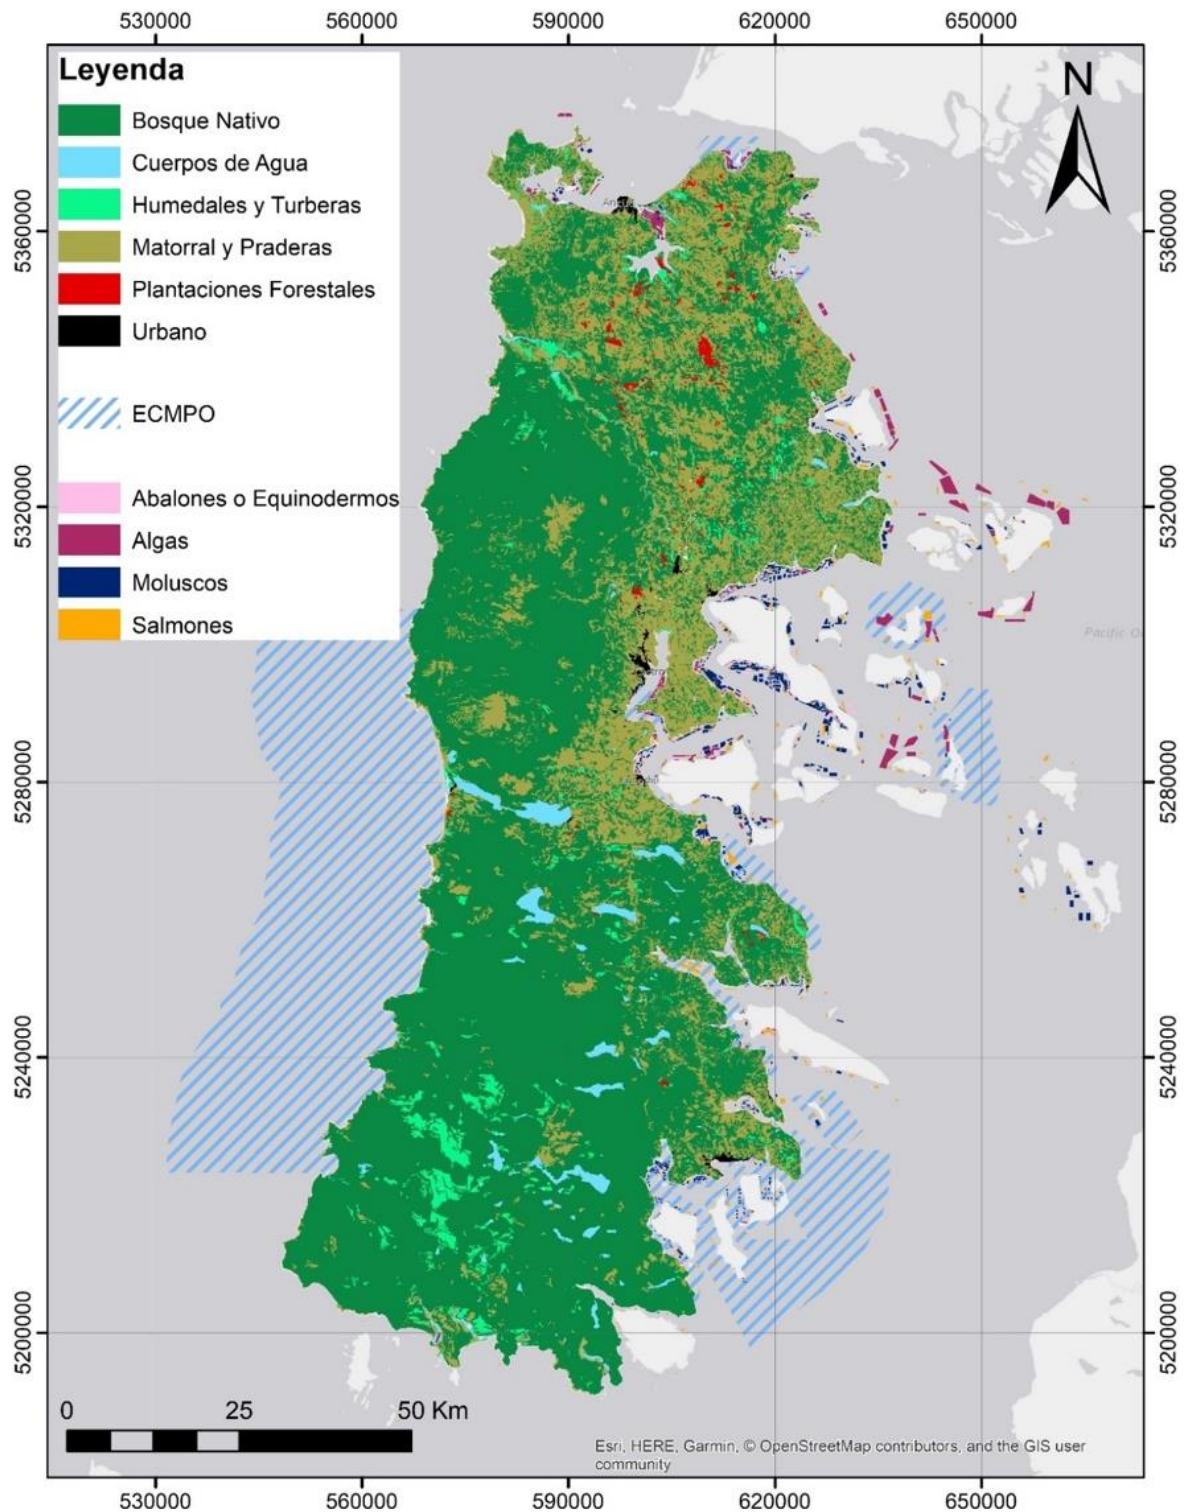 530000 560000 590000 620000 650000
Leyenda
N
Bosque Nativo
Cuerpos de Agua
Humedales y Turberas
Matorral y Praderas
Plantaciones Forestales
Urbano
ECMPO
Abalones o Equinodermos
Algas
Moluscos
Salmones
5360000 5360000
5320000 5320000
Pacific
5280000 5280000
5240000 5240000
5200000 5200000
0 25 50 Km
Esri, HERE, Garmin, © OpenStreetMap contributors, and the GIS user
community
530000 560000 590000 620000 650000